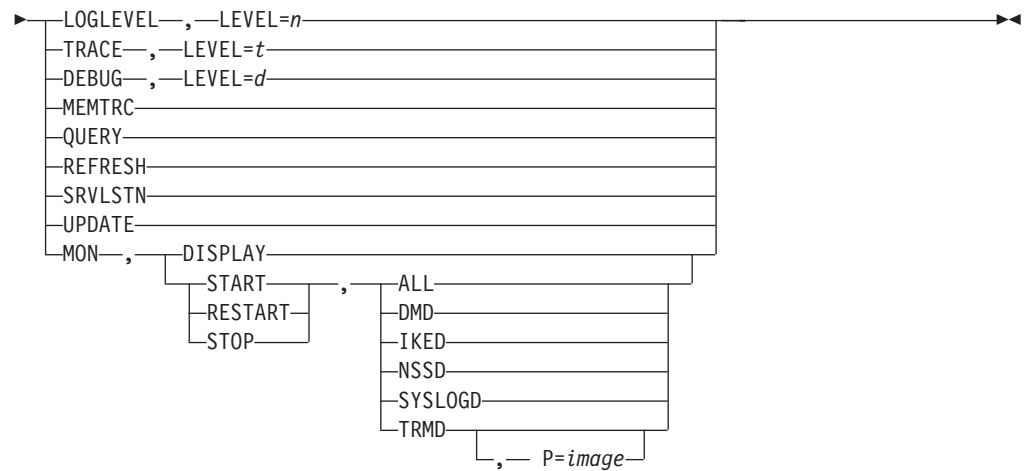 LOGLEVEL , LEVEL=n
TRACE , LEVEL=t
DEBUG , LEVEL=d
MEMTRC
QUERY
REFRESH
SRVLSTN
UPDATE
MON , DISPLAY
START , ALL
RESTART DMD
STOP IKED
NSSD
SYSLOGD
TRMD
, P=image